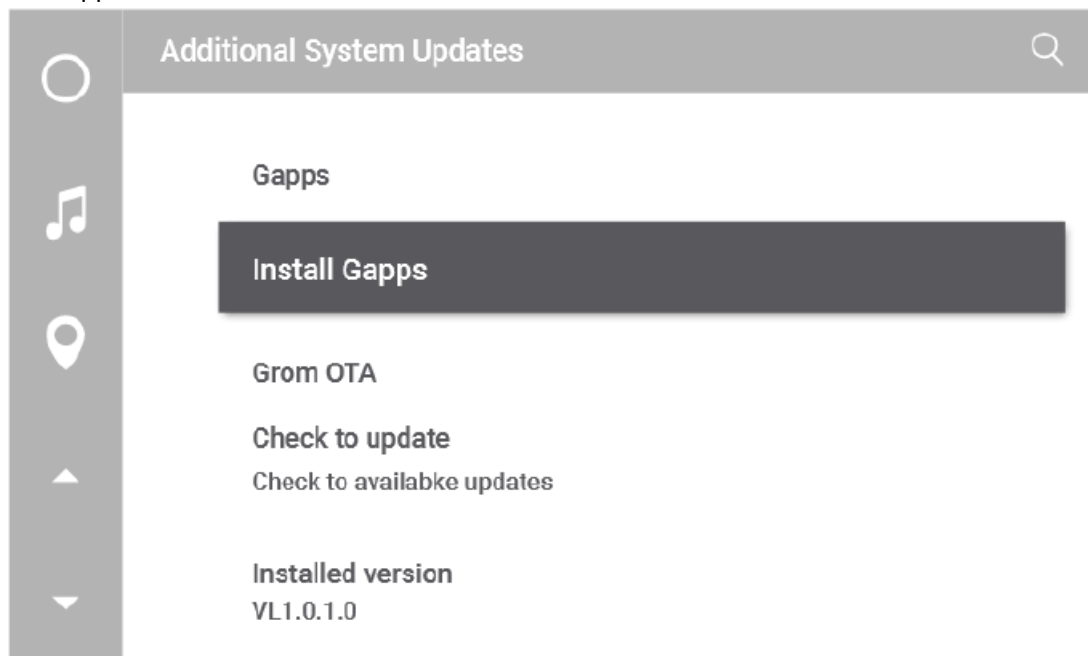 Additional System Updates
Gapps
Install Gapps
Grom OTA
Check to update
Check to availabke updates
Installed version
VL1.0.1.0